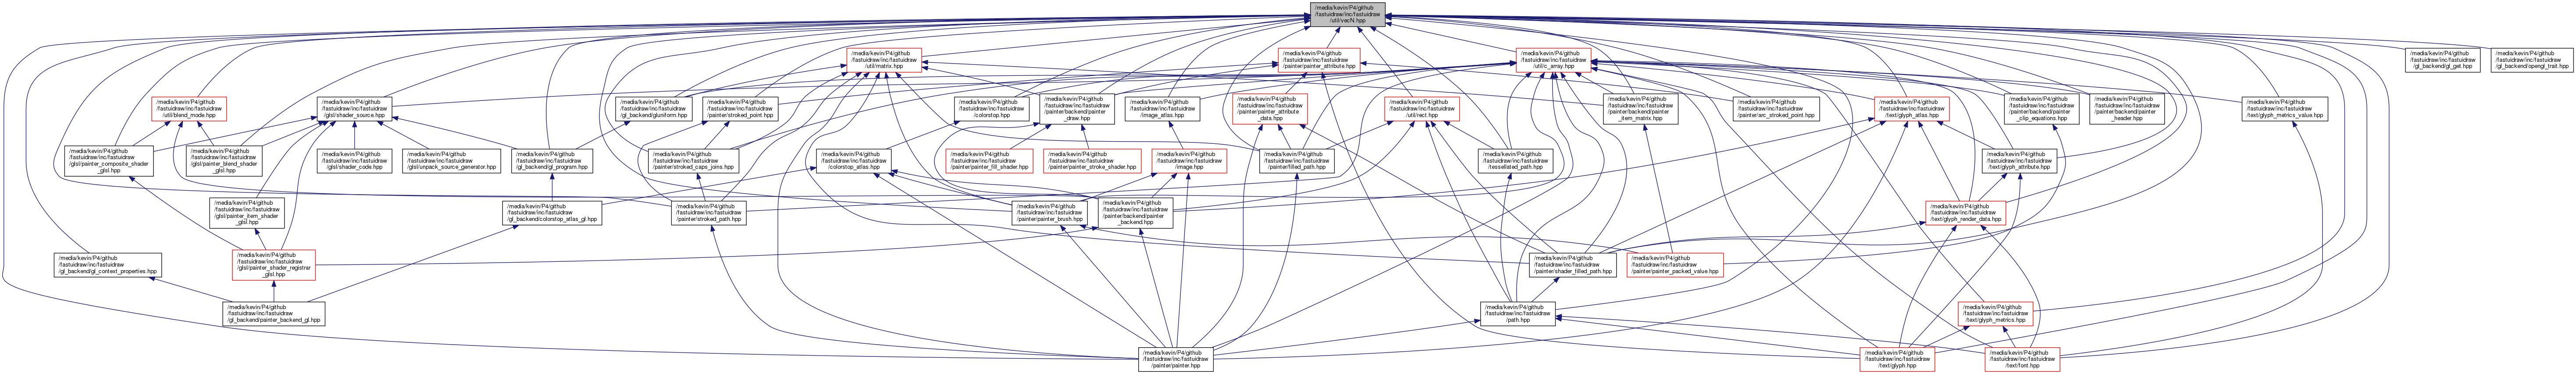 /media/kevin/P4/github
/fastuidraw/inc/fastuidraw
/util/vecN.hpp
/media/kevin/P4/github
/fastuidraw/inc/fastuidraw
/util/matrix.hpp
/media/kevin/P4/github
/fastuidraw/inc/fastuidraw
/painter/painter_attribute.hpp
/media/kevin/P4/github
/fastuidraw/inc/fastuidraw
/util/c_array.hpp
/media/kevin/P4/github
/fastuidraw/inc/fastuidraw
/gl_backend/gl_get.hpp
/media/kevin/P4/github
/fastuidraw/inc/fastuidraw
/gl_backend/opengl_trait.hpp
/media/kevin/P4/github
/fastuidraw/inc/fastuidraw
/util/blend_mode.hpp
/media/kevin/P4/github
/fastuidraw/inc/fastuidraw
/glsl/shader_source.hpp
/media/kevin/P4/github
/fastuidraw/inc/fastuidraw
/gl_backend/gluniform.hpp
/media/kevin/P4/github
/fastuidraw/inc/fastuidraw
/painter/stroked_point.hpp
/media/kevin/P4/github
/fastuidraw/inc/fastuidraw
/colorstop.hpp
/media/kevin/P4/github
/fastuidraw/inc/fastuidraw
/painter/backend/painter
_draw.hpp
/media/kevin/P4/github
/fastuidraw/inc/fastuidraw
/image_atlas.hpp
/media/kevin/P4/github
/fastuidraw/inc/fastuidraw
/painter/painter_attribute
_data.hpp
/media/kevin/P4/github
/fastuidraw/inc/fastuidraw
/util/rect.hpp
/media/kevin/P4/github
/fastuidraw/inc/fastuidraw
/painter/backend/painter
_item_matrix.hpp
/media/kevin/P4/github
/fastuidraw/inc/fastuidraw
/painter/arc_stroked_point.hpp
/media/kevin/P4/github
/fastuidraw/inc/fastuidraw
/text/glyph_atlas.hpp
/media/kevin/P4/github
/fastuidraw/inc/fastuidraw
/painter/backend/painter
_clip_equations.hpp
/media/kevin/P4/github
/fastuidraw/inc/fastuidraw
/painter/backend/painter
_header.hpp
/media/kevin/P4/github
/fastuidraw/inc/fastuidraw
/text/glyph_metrics_value.hpp
/media/kevin/P4/github
/fastuidraw/inc/fastuidraw
/glsl/painter_composite_shader
_glsl.hpp
/media/kevin/P4/github
/fastuidraw/inc/fastuidraw
/glsl/painter_blend_shader
_glsl.hpp
/media/kevin/P4/github
/fastuidraw/inc/fastuidraw
/glsl/shader_code.hpp
/media/kevin/P4/github
/fastuidraw/inc/fastuidraw
/glsl/unpack_source_generator.hpp
/media/kevin/P4/github
/fastuidraw/inc/fastuidraw
/gl_backend/gl_program.hpp
/media/kevin/P4/github
/fastuidraw/inc/fastuidraw
/painter/stroked_caps_joins.hpp
/media/kevin/P4/github
/fastuidraw/inc/fastuidraw
/colorstop_atlas.hpp
/media/kevin/P4/github
/fastuidraw/inc/fastuidraw
/painter/painter_fill_shader.hpp
/media/kevin/P4/github
/fastuidraw/inc/fastuidraw
/painter/painter_stroke_shader.hpp
/media/kevin/P4/github
/fastuidraw/inc/fastuidraw
/image.hpp
/media/kevin/P4/github
/fastuidraw/inc/fastuidraw
/painter/filled_path.hpp
/media/kevin/P4/github
/fastuidraw/inc/fastuidraw
/tessellated_path.hpp
/media/kevin/P4/github
/fastuidraw/inc/fastuidraw
/text/glyph_attribute.hpp
/media/kevin/P4/github
/fastuidraw/inc/fastuidraw
/glsl/painter_item_shader
_glsl.hpp
/media/kevin/P4/github
/fastuidraw/inc/fastuidraw
/gl_backend/colorstop_atlas_gl.hpp
/media/kevin/P4/github
/fastuidraw/inc/fastuidraw
/painter/stroked_path.hpp
/media/kevin/P4/github
/fastuidraw/inc/fastuidraw
/painter/painter_brush.hpp
/media/kevin/P4/github
/fastuidraw/inc/fastuidraw
/painter/backend/painter
_backend.hpp
/media/kevin/P4/github
/fastuidraw/inc/fastuidraw
/text/glyph_render_data.hpp
/media/kevin/P4/github
/fastuidraw/inc/fastuidraw
/gl_backend/gl_context_properties.hpp
/media/kevin/P4/github
/fastuidraw/inc/fastuidraw
/glsl/painter_shader_registrar
_glsl.hpp
/media/kevin/P4/github
/fastuidraw/inc/fastuidraw
/painter/shader_filled_path.hpp
/media/kevin/P4/github
/fastuidraw/inc/fastuidraw
/painter/painter_packed_value.hpp
/media/kevin/P4/github
/fastuidraw/inc/fastuidraw
/gl_backend/painter_backend_gl.hpp
/media/kevin/P4/github
/fastuidraw/inc/fastuidraw
/path.hpp
/media/kevin/P4/github
/fastuidraw/inc/fastuidraw
/text/glyph_metrics.hpp
/media/kevin/P4/github
/fastuidraw/inc/fastuidraw
/painter/painter.hpp
/media/kevin/P4/github
/fastuidraw/inc/fastuidraw
/text/glyph.hpp
/media/kevin/P4/github
/fastuidraw/inc/fastuidraw
/text/font.hpp